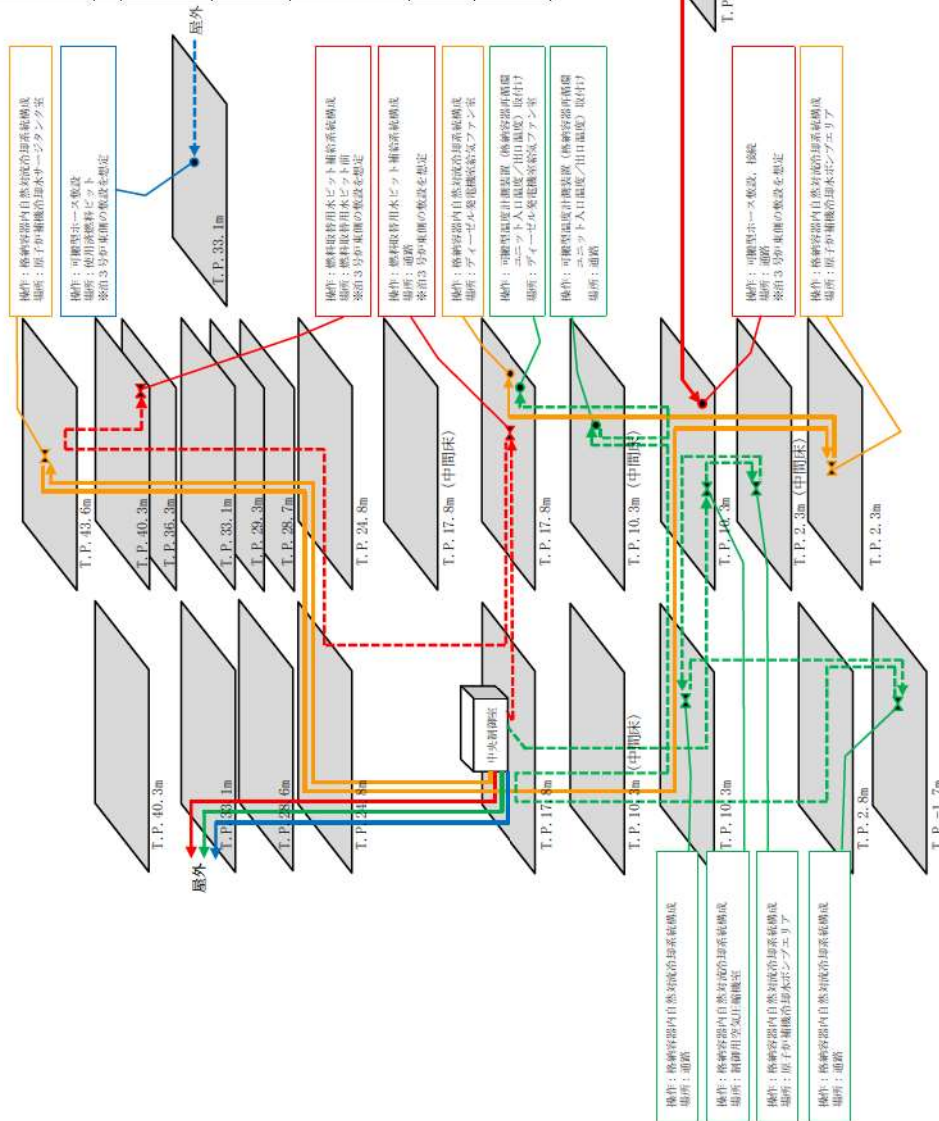 屋外
操作：格納容器内自然対流冷却系統構成
場所：原子炉補機冷却水サージタンク室
操作：可搬型ホース敷設
場所：使用済燃料ピット
※泊3号炉東側の敷設を想定
操作：燃料取替用水ピット補給系統構成
場所：燃料取替用水ピット前
※泊3号炉東側の敷設を想定
操作：燃料取替用水ピット補給系統構成
場所：通路
※泊3号炉東側の敷設を想定
操作：格納容器内自然対流冷却系統構成
場所：ディーゼル発電機室給気ファン室
操作：可搬型温度計測装置（格納容器再循環
ユニット入口温度／出口温度）取付け
場所：ディーゼル発電機室給気ファン室
操作：可搬型温度計測装置（格納容器再循環
ユニット入口温度／出口温度）取付け
場所：通路
操作：可搬型ホース敷設、接続
場所：通路
※泊3号炉東側の敷設を想定
操作：格納容器内自然対流冷却系統構成
場所：原子炉補機冷却水ポンプエリア
T.P. 33.1m
T.P.
T.P. 43.6m
T.P. 40.3m
T.P. 36.3m
T.P. 33.1m
T.P. 29.3m
T.P. 28.7m
T.P. 24.8m
T.P. 17.8m（中間床）
T.P. 17.8m
T.P. 10.3m（中間床）
T.P. 10.3m
T.P. 2.3m（中間床）
T.P. 2.3m
中央制御室
屋外
T.P. 40.3m
T.P. 33.1m
T.P. 28.6m
T.P. 24.8m
T.P. 17.8m
T.P. 10.3m（中間床）
T.P. 10.3m
T.P. 2.8m
T.P. -1.7m
操作：格納容器内自然対流冷却系統構成
場所：通路
操作：格納容器内自然対流冷却系統構成
場所：制御用空気圧縮機室
操作：格納容器内自然対流冷却系統構成
場所：原子炉補機冷却水ポンプエリア
操作：格納容器内自然対流冷却系統構成
場所：通路